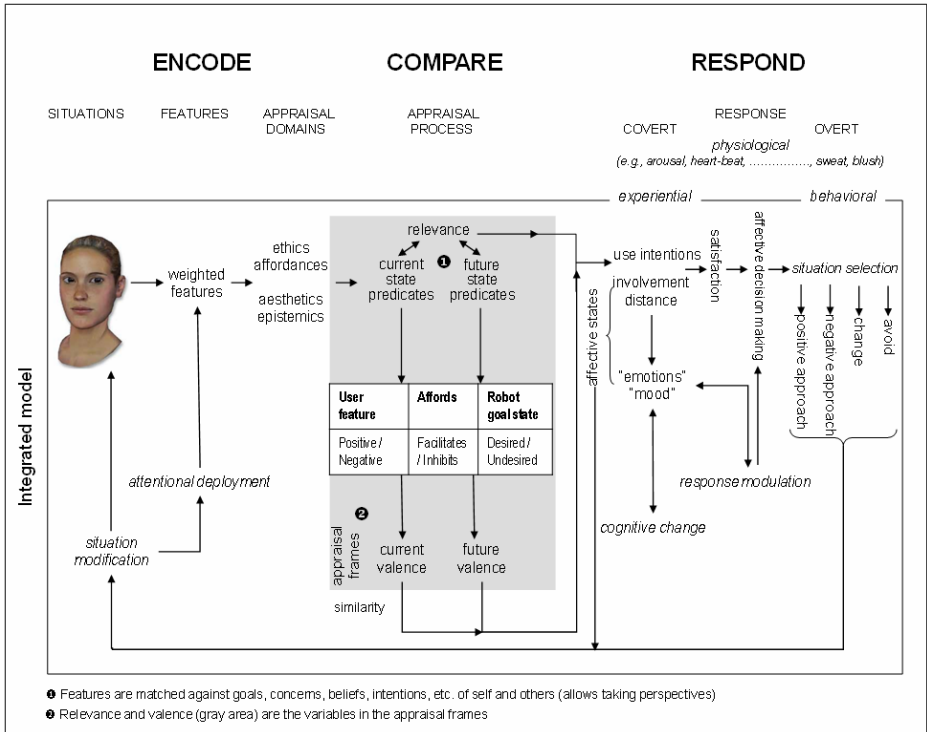 ENCODE
COMPARE
RESPOND
SITUATIONS
FEATURES
APPRAISAL
DOMAINS
APPRAISAL
PROCESS
RESPONSE
COVERT
OVERT
physiological
(e.g., arousal, heart-beat, ................, sweat, blush)
experiential
behavioral
Integrated model
weighted
features
ethics
affordances
aesthetics
epistemics
relevance
❶
current
state
predicates
future
state
predicates
User
feature
Affords
Robot
goal state
Positive /
Negative
Facilitates
/ Inhibits
Desired /
Undesired
❷
appraisal
frames
current
valence
future
valence
similarity
attentional deployment
situation
modification
affective states
use intentions
involvement
distance
"emotions"
"mood"
cognitive change
satisfaction
affective decision making
response modulation
situation selection
positive approach
negative approach
change
avoid
❶ Features are matched against goals, concerns, beliefs, intentions, etc. of self and others (allows taking perspectives)
❷ Relevance and valence (gray area) are the variables in the appraisal frames